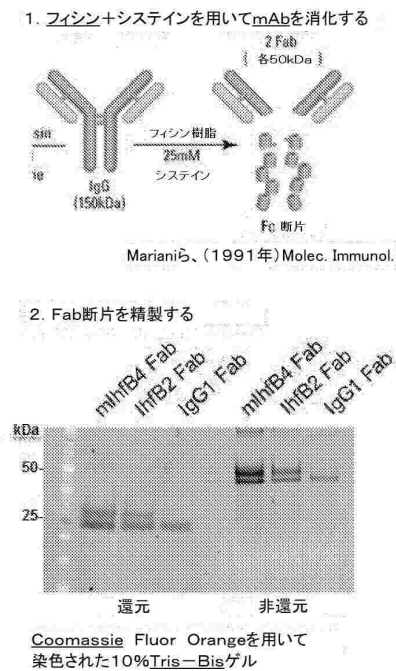 1. フィシン＋システインを用いてmAbを消化する
2 Fab
( 各50kDa )
sin
ie
フィシン樹脂
25mM
システイン
IgG
(150kDa)
Fc 断片
Marianiら、(1991年) Molec. Immunol.
2. Fab断片を精製する
mIhfB4 Fab
IhfB2 Fab
IgG1 Fab
mIhfB4 Fab
IhfB2 Fab
IgG1 Fab
kDa
50-
25-
還元
非還元
Coomassie Fluor Orangeを用いて
染色された10%Tris－Bisゲル